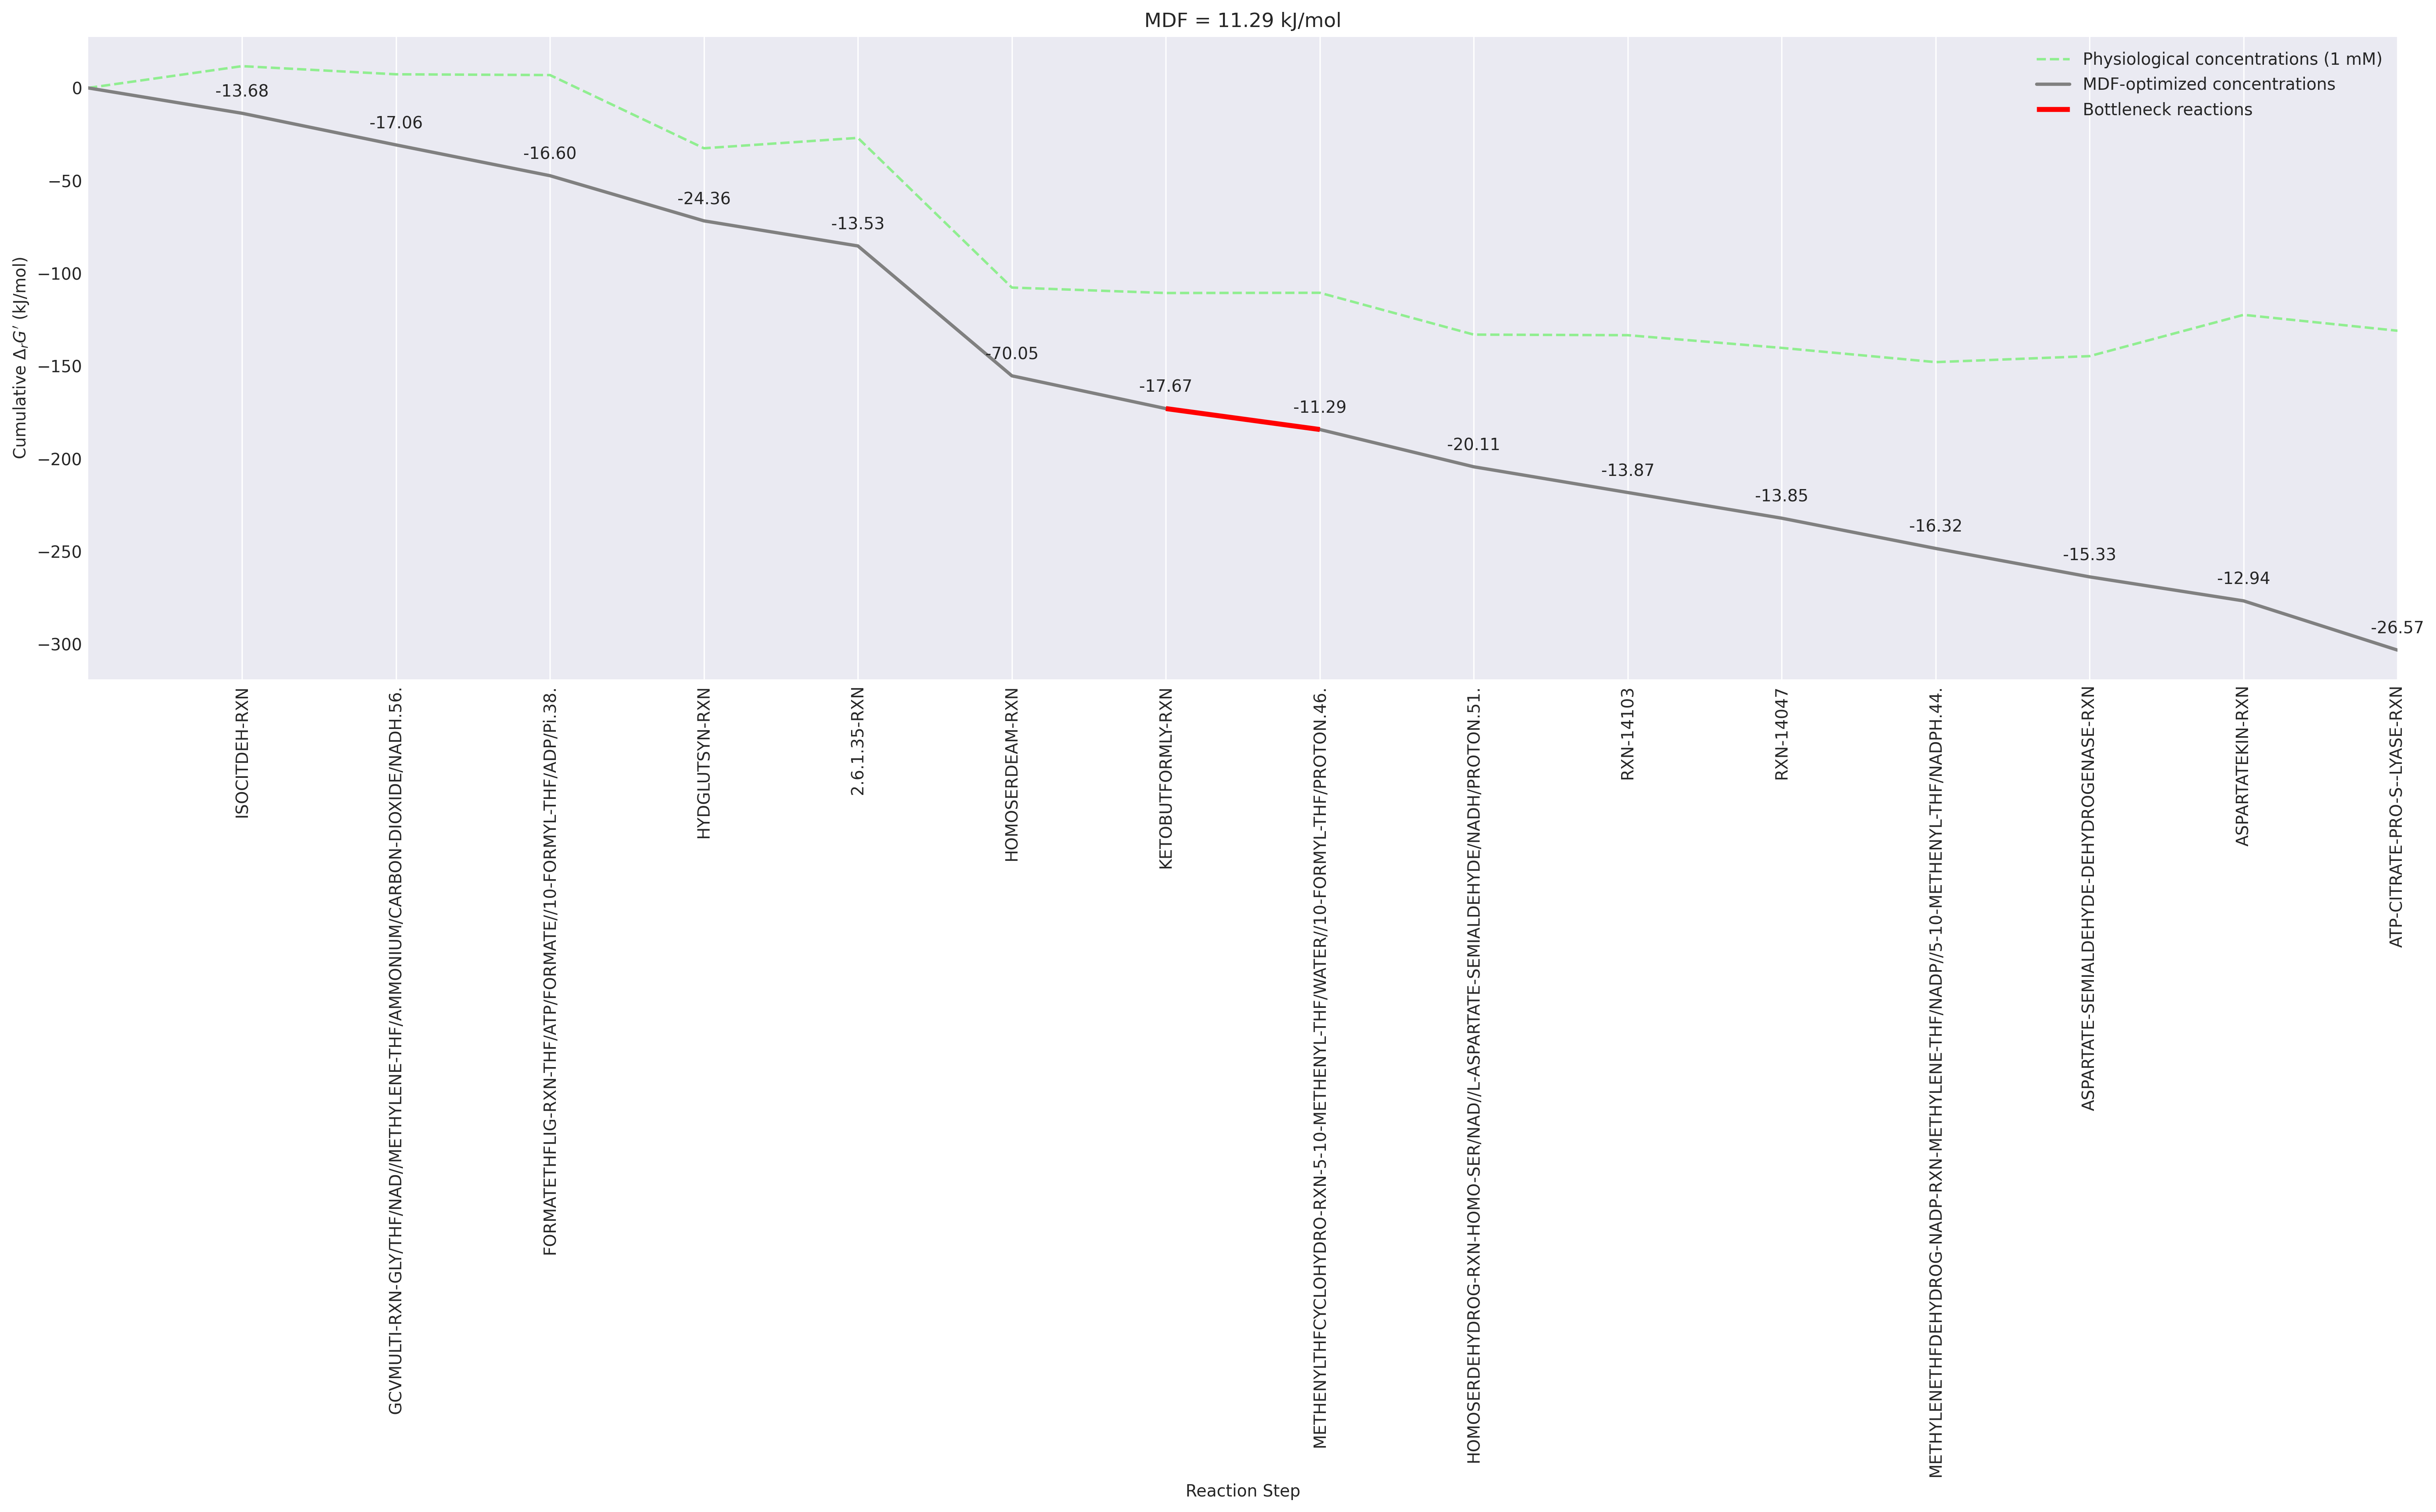 MDF = 11.29 kJ/mol
Physiological concentrations (1 mM)
MDF-optimized concentrations
Bottleneck reactions
Cumulative ΔrG′ (kJ/mol)
0
−50
−100
−150
−200
−250
−300
-13.68
-17.06
-16.60
-24.36
-13.53
-70.05
-17.67
-11.29
-20.11
-13.87
-13.85
-16.32
-15.33
-12.94
-26.57
ISOCITDEH-RXN
GCVMULTI-RXN-GLY/THF/NAD//METHYLENE-THF/AMMONIUM/CARBON-DIOXIDE/NADH.56.
FORMATETHFLIG-RXN-THF/ATP/FORMATE//10-FORMYL-THF/ADP/Pi.38.
HYDGLUTSYN-RXN
2.6.1.35-RXN
HOMOSERDEAM-RXN
KETOBUTFORMLY-RXN
METHENYLTHFCYCLOHYDRO-RXN-5-10-METHENYL-THF/WATER//10-FORMYL-THF/PROTON.46.
HOMOSERDEHYDROG-RXN-HOMO-SER/NAD//L-ASPARTATE-SEMIALDEHYDE/NADH/PROTON.51.
RXN-14103
RXN-14047
METHYLENETHFDEHYDROG-NADP-RXN-METHYLENE-THF/NADP//5-10-METHENYL-THF/NADPH.44.
ASPARTATE-SEMIALDEHYDE-DEHYDROGENASE-RXN
ASPARTATEKIN-RXN
ATP-CITRATE-PRO-S--LYASE-RXN
Reaction Step